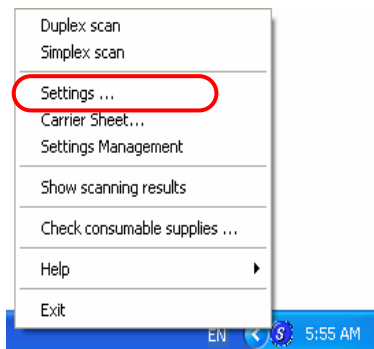 Duplex scan
Simplex scan
Settings ...
Carrier Sheet...
Settings Management
Show scanning results
Check consumable supplies ...
Help
Exit
EN S 5:55 AM